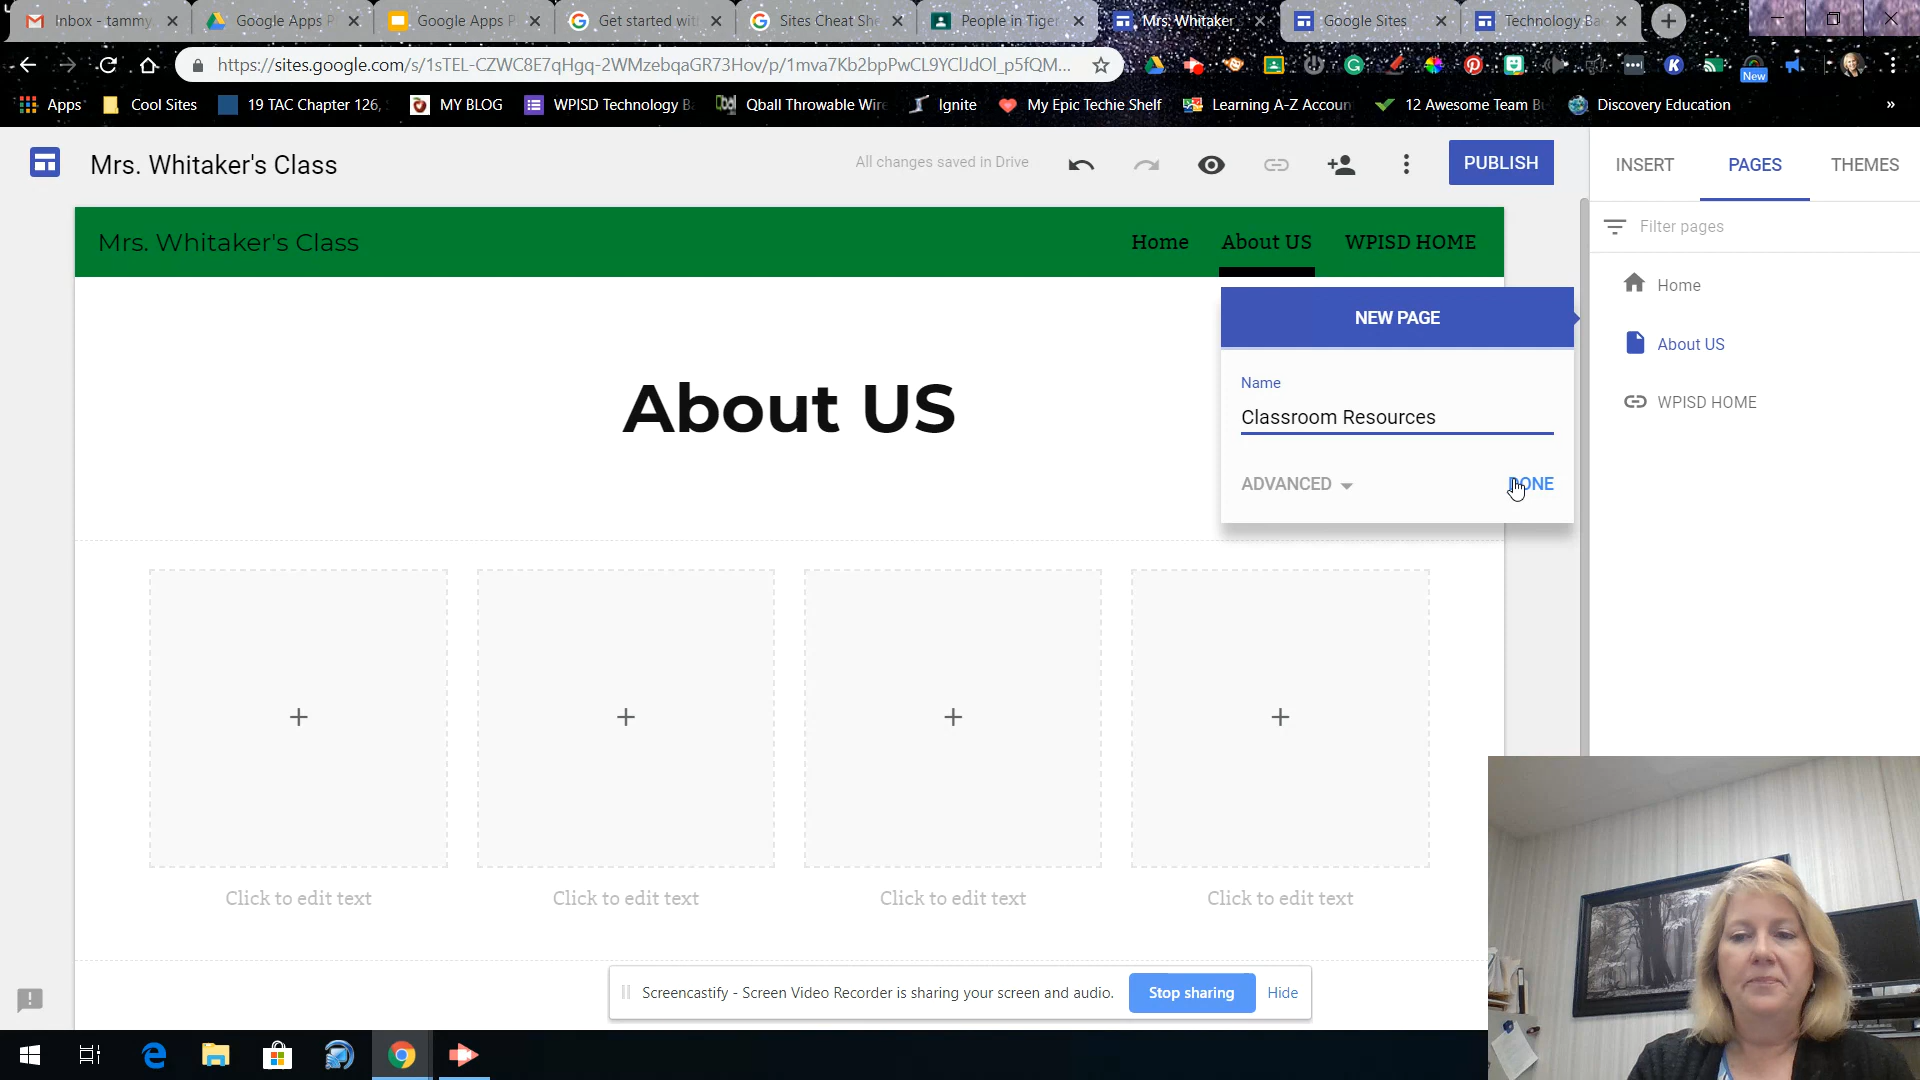 Inbox - tammy
Google Apps
Google Apps P
Get started wit
Sites Cheat She
People in Tiger
Mrs. Whitaker
Google Sites
Technology Ba
https://sites.google.com/s/1sTEL-CZWC8E7qHgq-2WMzebqaGR73Hov/p/1mva7Kb2bpPwCL9YClJdOl_p5fQM...
New
Apps
Cool Sites
19 TAC Chapter 126,
MY BLOG
WPISD Technology Ba
Qball Throwable Wire
Ignite
My Epic Techie Shelf
Learning A-Z Accoun
12 Awesome Team Bu
Discovery Education
»
Mrs. Whitaker's Class
All changes saved in Drive
PUBLISH
INSERT
PAGES
THEMES
Mrs. Whitaker's Class
Home
About US
WPISD HOME
Filter pages
Home
About US
WPISD HOME
NEW PAGE
Name
Classroom Resources
ADVANCED
DONE
About US
Click to edit text
Click to edit text
Click to edit text
Click to edit text
Screencastify - Screen Video Recorder is sharing your screen and audio.
Stop sharing
Hide